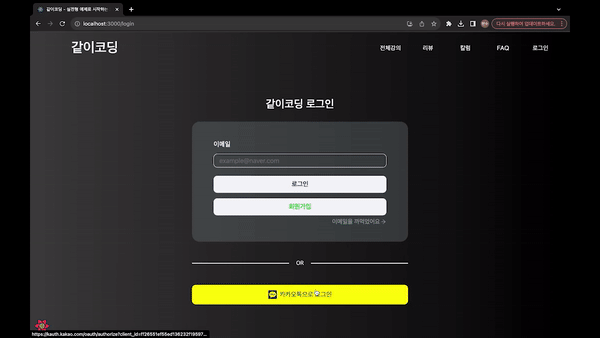 같이코딩 - 실전형 예제로 시작하는
localhost:3000/login
다시 실행하여 업데이트하세요.
같이코딩
전체강의 리뷰 칼럼 FAQ 로그인
같이코딩 로그인
이메일
example@naver.com
로그인
회원가입
이메일을 까먹었어요 →
OR
카카오톡으로 로그인
https://kauth.kakao.com/oauth/authorize?client_id=